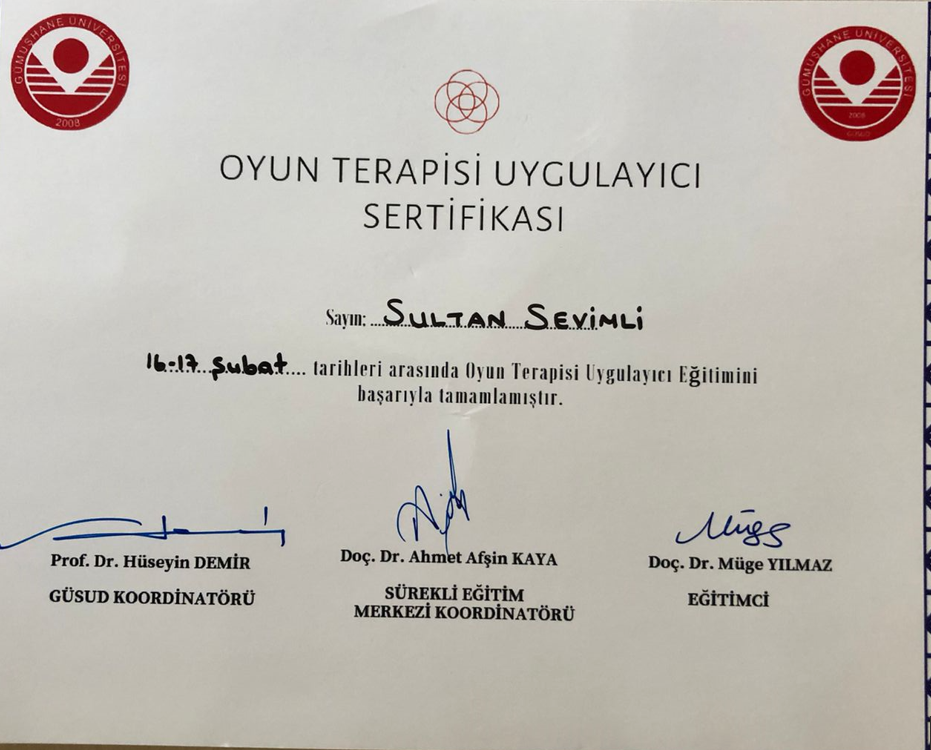 GÜMÜŞHANE ÜNİVERSİTESİ
2008
GÜMÜŞHANE ÜNİVERSİTESİ
2008
OYUN TERAPİSİ UYGULAYICI
SERTİFİKASI
Sayın: SULTAN SEVİMLİ
16-17 Şubat tarihleri arasında Oyun Terapisi Uygulayıcı Eğitimini
başarıyla tamamlamıştır.
Müge
Prof. Dr. Hüseyin DEMİR
GÜSUD KOORDİNATÖRÜ
Doç. Dr. Ahmet Afşin KAYA
SÜREKLİ EĞİTİM
MERKEZİ KOORDİNATÖRÜ
Doç. Dr. Müge YILMAZ
EĞİTİMCİ